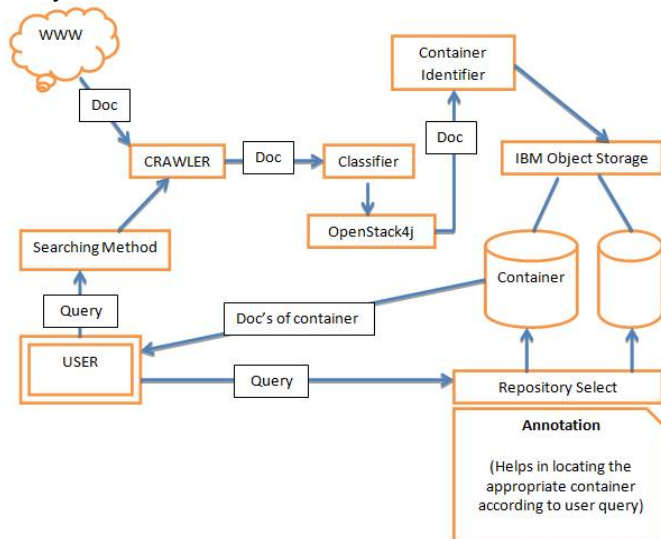 WWW
Doc
CRAWLER
Doc
Classifier
OpenStack4j
Doc
Container
Identifier
IBM Object Storage
Container
Searching Method
Query
USER
Doc's of container
Query
Repository Select
Annotation
(Helps in locating the
appropriate container
according to user query)